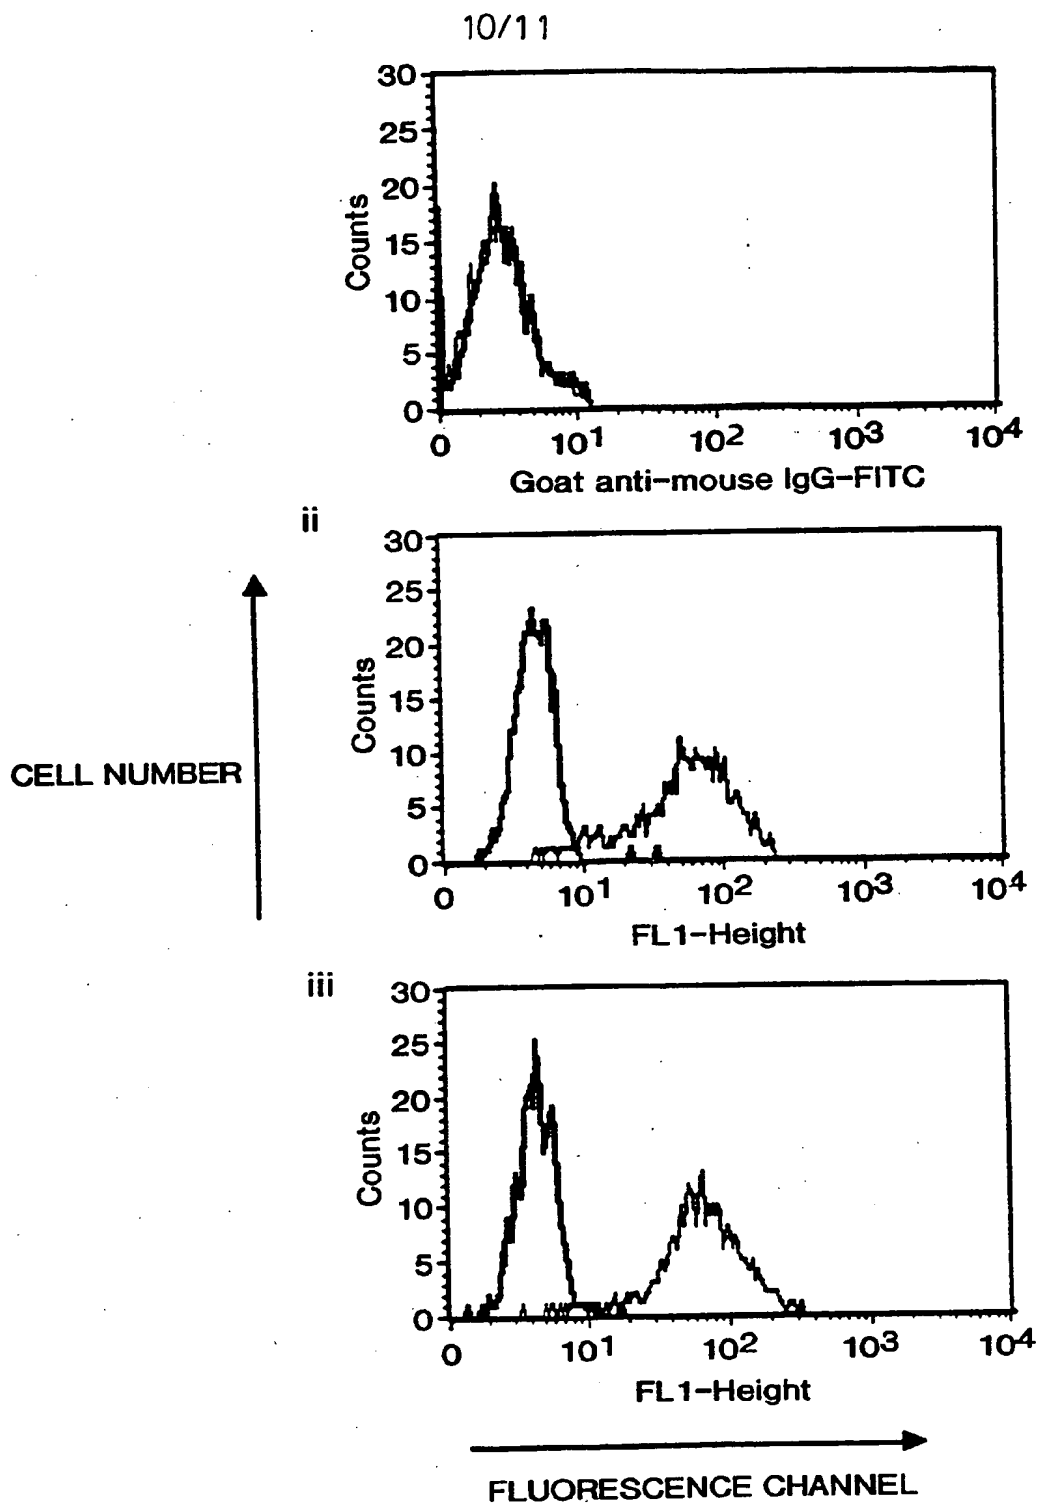 10/11
30
25
20
15
10
5
0
Counts
0 10¹ 10² 10³ 10⁴
Goat anti-mouse IgG-FITC
ii
30
25
20
15
10
5
0
Counts
CELL NUMBER
0 10¹ 10² 10³ 10⁴
FL1-Height
iii
30
25
20
15
10
5
0
Counts
0 10¹ 10² 10³ 10⁴
FL1-Height
FLUORESCENCE CHANNEL